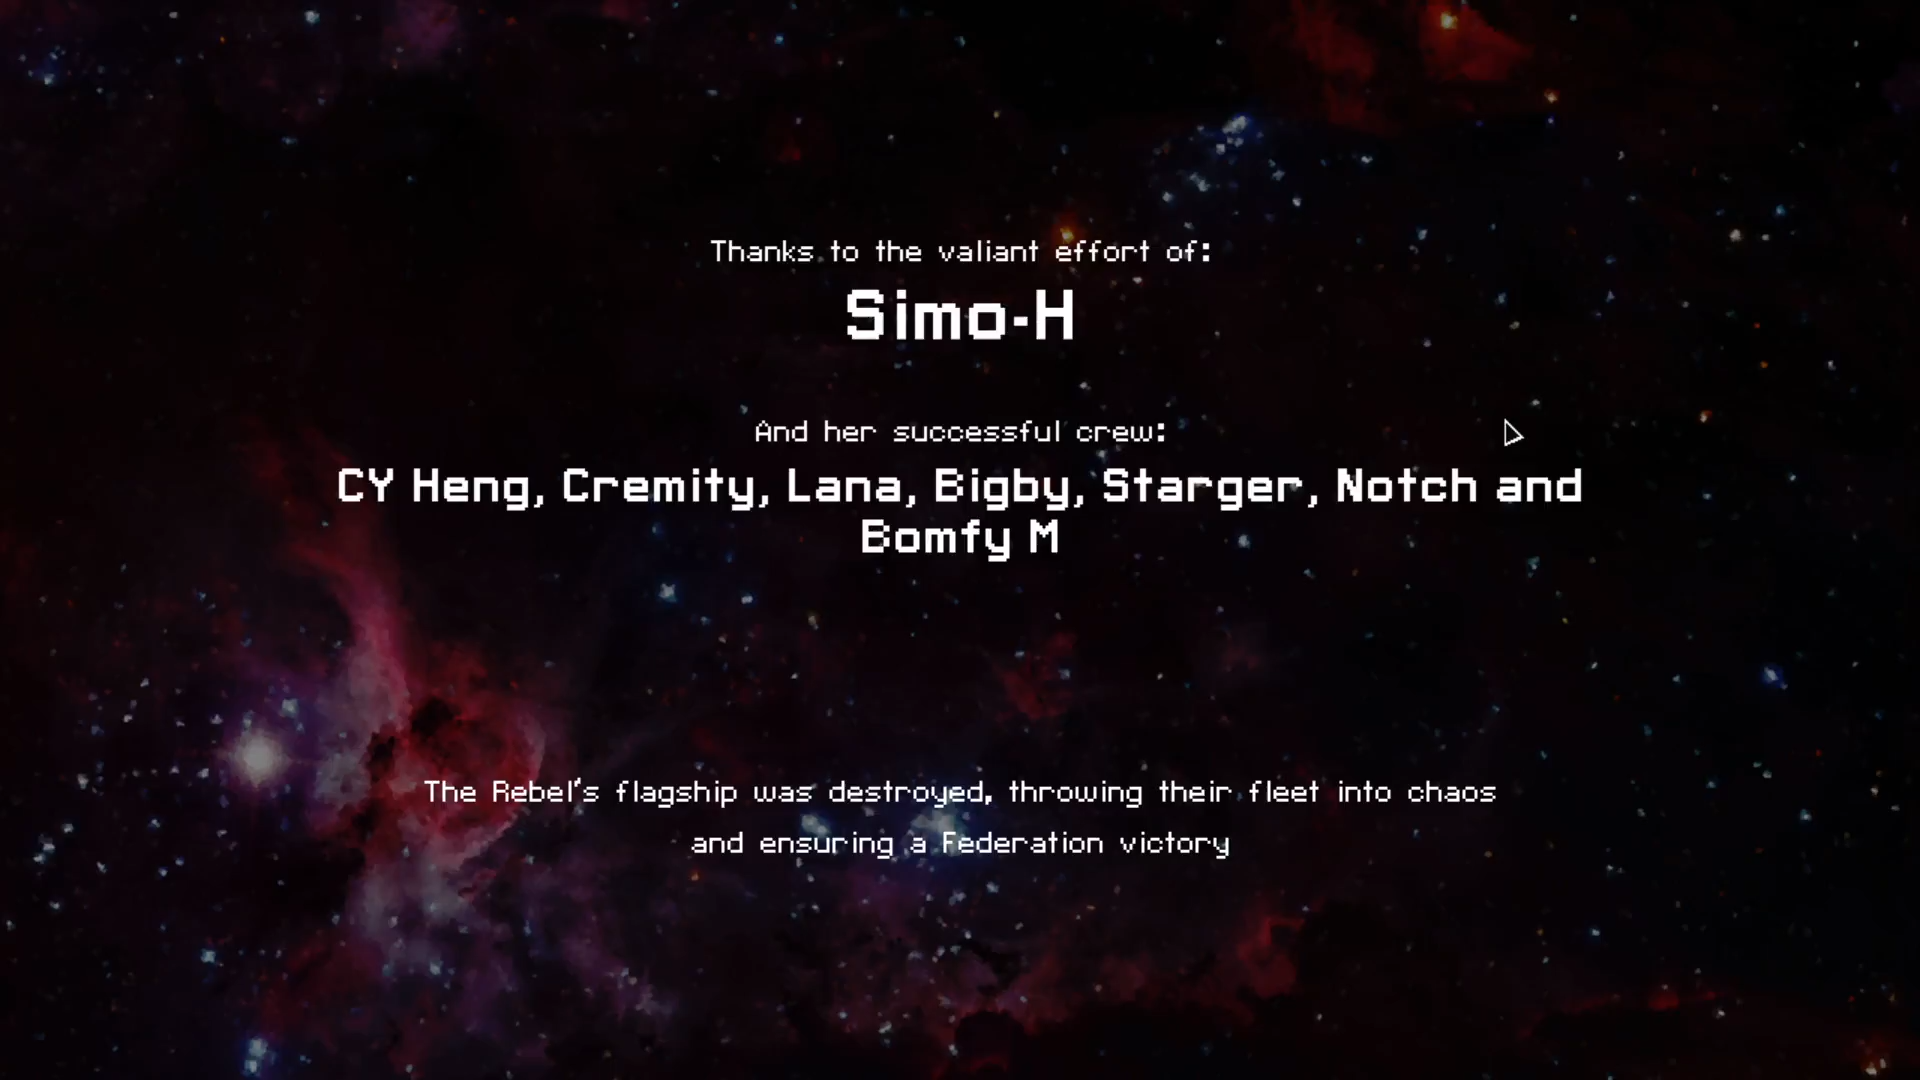 Thanks to the valiant effort of:
Simo-H
And her successful crew:
CY Heng, Cremity, Lana, Bigby, Starger, Notch and
Bomfy M
The Rebel's flagship was destroyed, throwing their fleet into chaos
and ensuring a Federation victory